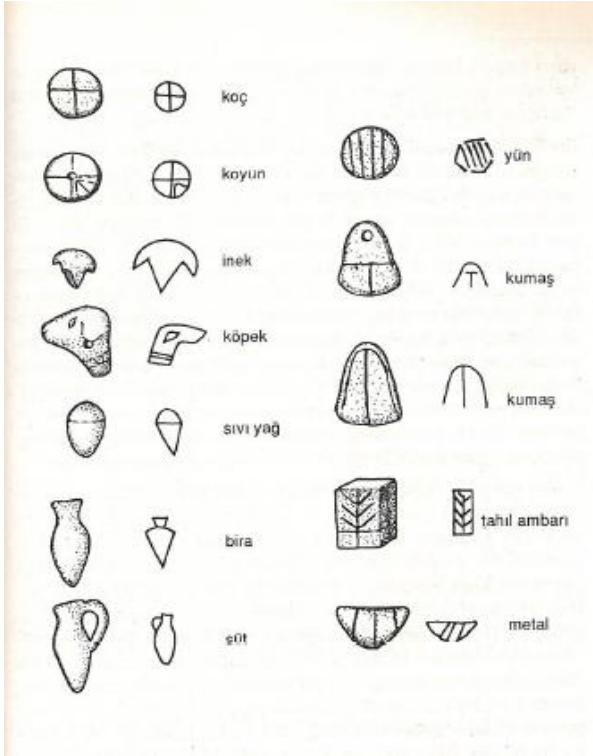 koç
koyun
inek
köpek
sıvı yağ
bira
süt
yün
kumaş
kumaş
tahıl ambarı
metal